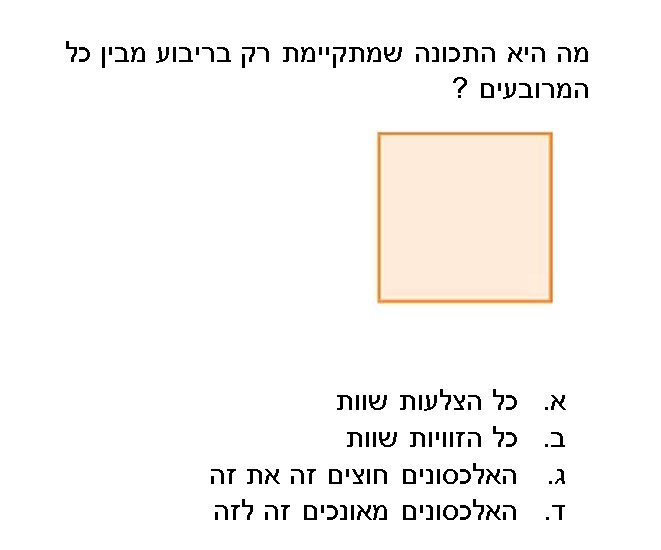 מה היא התכונה שמתקיימת רק בריבוע מבין כל
המרובעים ?
א. כל הצלעות שוות
ב. כל הזוויות שוות
ג. האלכסונים חוצים זה את זה
ד. האלכסונים מאונכים זה לזה